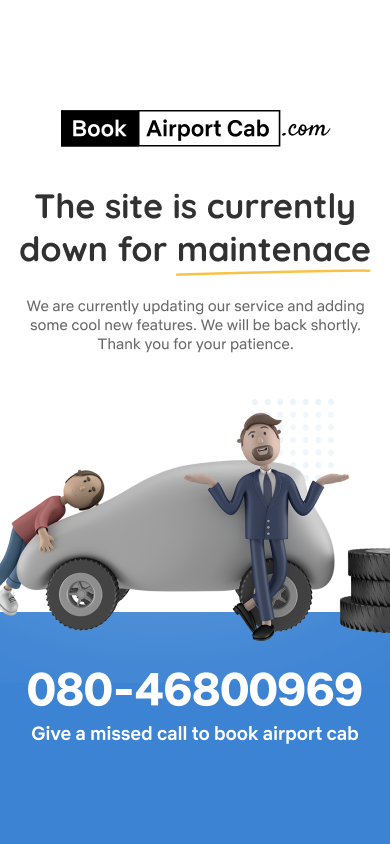 Book Airport Cab .com
The site is currently
down for maintenace
We are currently updating our service and adding
some cool new features. We will be back shortly.
Thank you for your patience.
080-46800969
Give a missed call to book airport cab